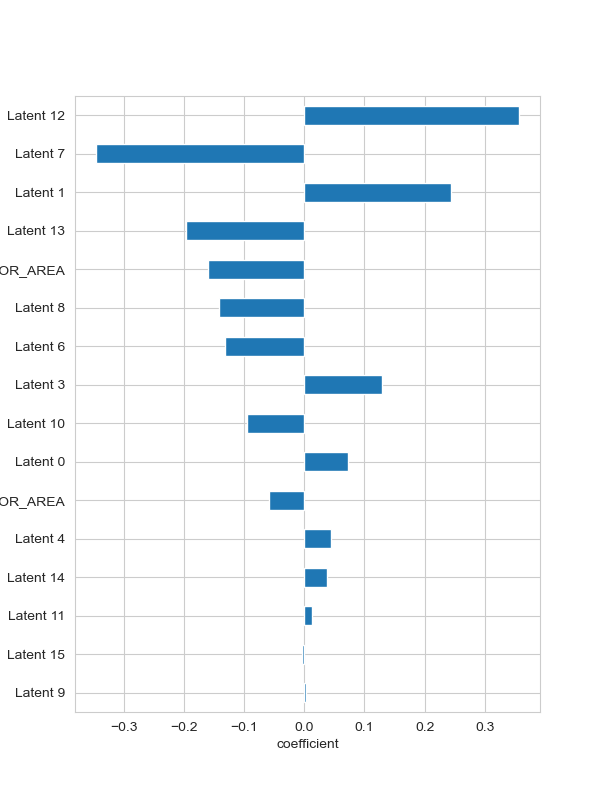 Latent 12
Latent 7
Latent 1
Latent 13
OR_AREA
Latent 8
Latent 6
Latent 3
Latent 10
Latent 0
OR_AREA
Latent 4
Latent 14
Latent 11
Latent 15
Latent 9
−0.3 −0.2 −0.1 0.0 0.1 0.2 0.3
coefficient